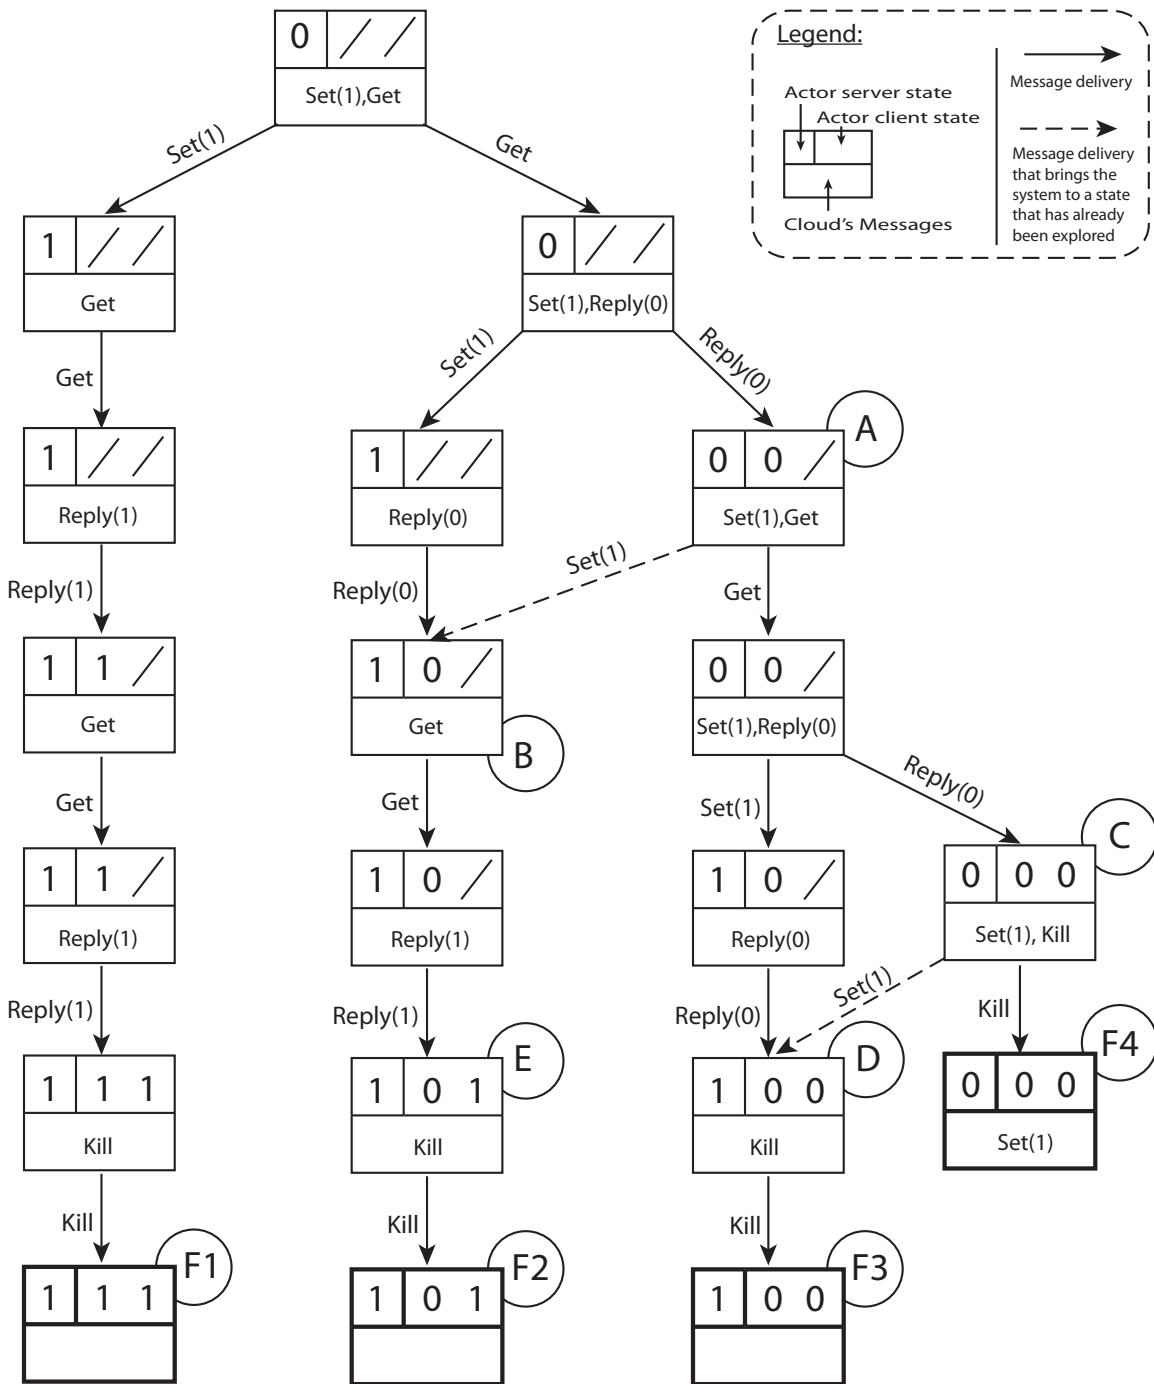 0
Set(1),Get
Legend:
Actor server state
Actor client state
Cloud's Messages
Message delivery
Message delivery
that brings the
system to a state
that has already
been explored
Set(1)
Get
1
Get
0
Set(1),Reply(0)
Get
Set(1)
Reply(0)
1
Reply(1)
1
Reply(0)
0 0
Set(1),Get
A
Reply(1)
Reply(0)
Set(1)
Get
1 1
Get
1 0
Get
B
0 0
Set(1),Reply(0)
Get
Get
Set(1)
Reply(0)
1 1
Reply(1)
1 0
Reply(1)
1 0
Reply(0)
0 0 0
Set(1), Kill
C
Reply(1)
Reply(1)
Reply(0)
Set(1)
Kill
1 1 1
Kill
1 0 1
Kill
E
1 0 0
Kill
D
0 0 0
Set(1)
F4
Kill
Kill
Kill
1 1 1
F1
1 0 1
F2
1 0 0
F3